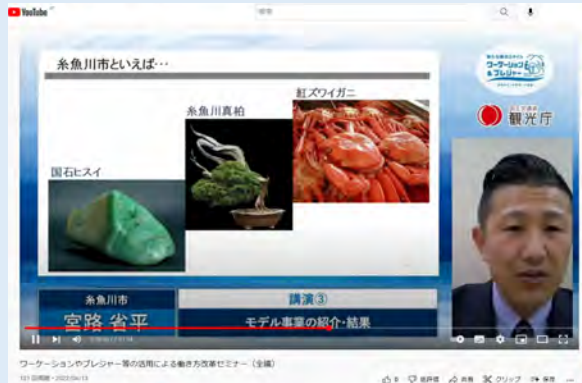 YouTube
検索
糸魚川市といえば…
紅ズワイガニ
糸魚川真柏
国石ヒスイ
ワーケーション
&ブレジャー
観光庁
糸魚川市
宮路 省平
講演③
モデル事業の紹介・結果
ワーケーションやブレジャー等の活用による働き方改革セミナー（全編）
共有
クリップ
保存